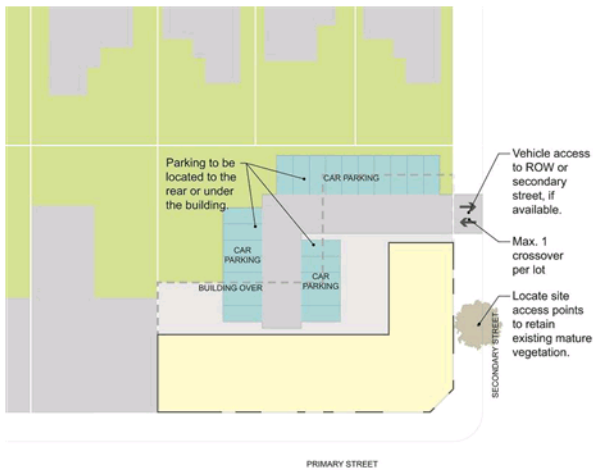 Parking to be
located to the
rear or under
the building.
CAR PARKING
CAR
PARKING
CAR
PARKING
BUILDING OVER
Vehicle access
to ROW or
secondary
street, if
available.
Max. 1
crossover
per lot
Locate site
access points
to retain
existing mature
vegetation.
SECONDARY STREET
PRIMARY STREET